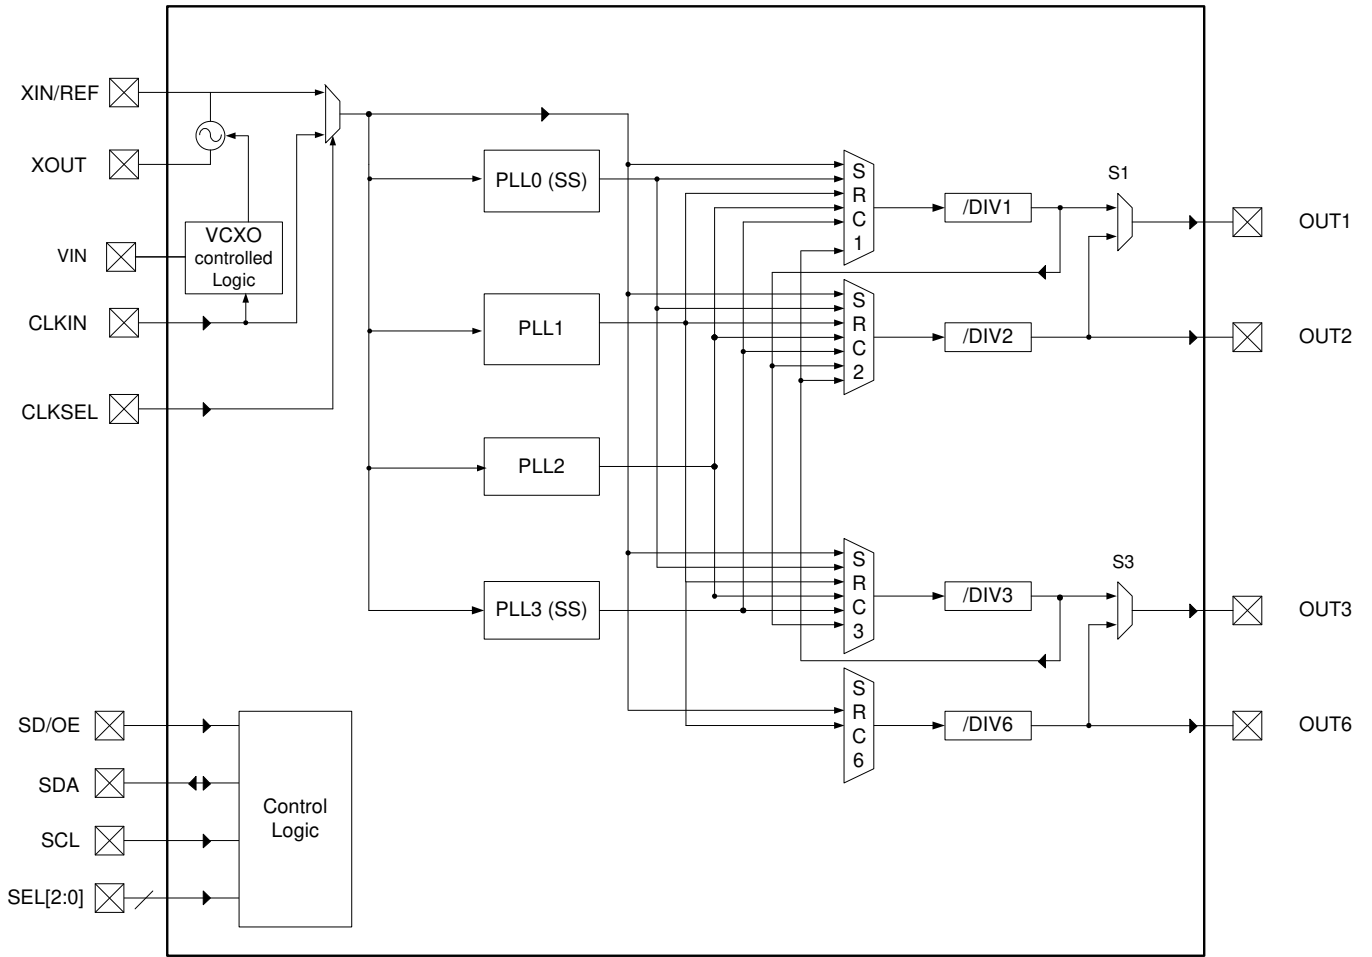 XIN/REF
XOUT
VIN
CLKIN
CLKSEL
VCXO
controlled
Logic
PLL0 (SS)
PLL1
PLL2
PLL3 (SS)
S
R
C
1
S
R
C
2
S
R
C
3
S
R
C
6
/DIV1
/DIV2
/DIV3
/DIV6
S1
S3
OUT1
OUT2
OUT3
OUT6
SD/OE
SDA
SCL
SEL[2:0]
Control
Logic